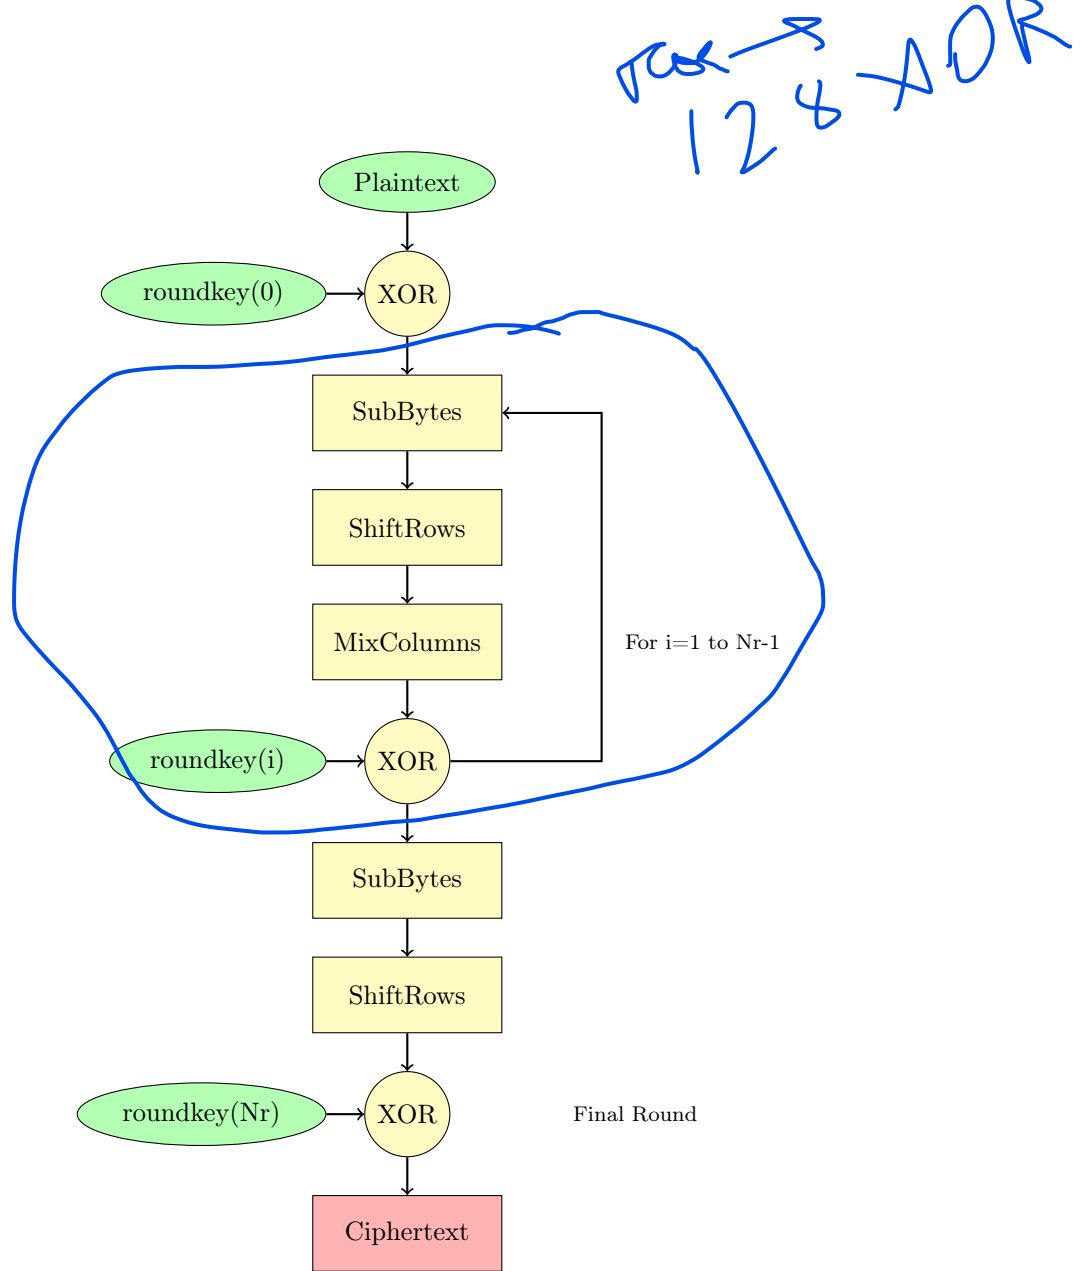 128 XOR
Plaintext
roundkey(0)
XOR
SubBytes
ShiftRows
MixColumns
For i=1 to Nr-1
roundkey(i)
XOR
SubBytes
ShiftRows
roundkey(Nr)
XOR
Final Round
Ciphertext